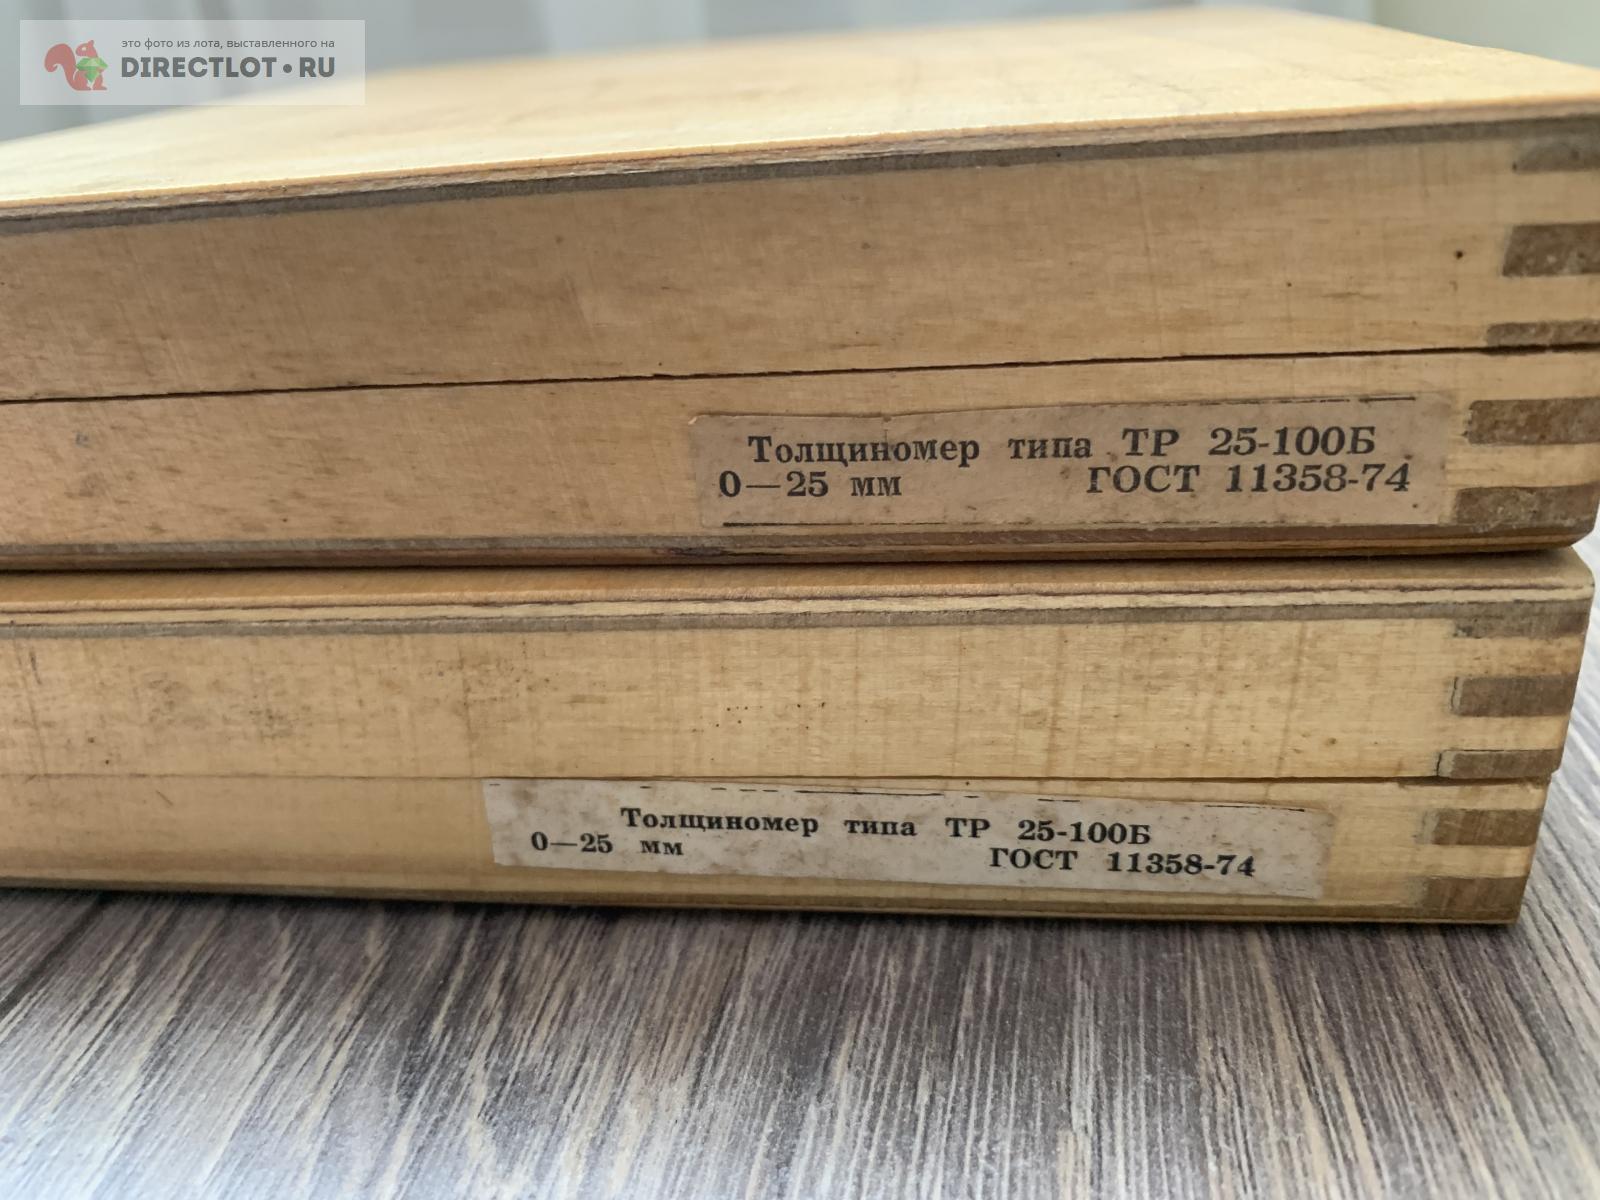 это фото из лота, выставленного на
DIRECTLOT•RU
Толщиномер типа ТР 25-100Б
0—25 мм ГОСТ 11358-74
Толщиномер типа ТР 25-100Б
0—25 мм ГОСТ 11358-74